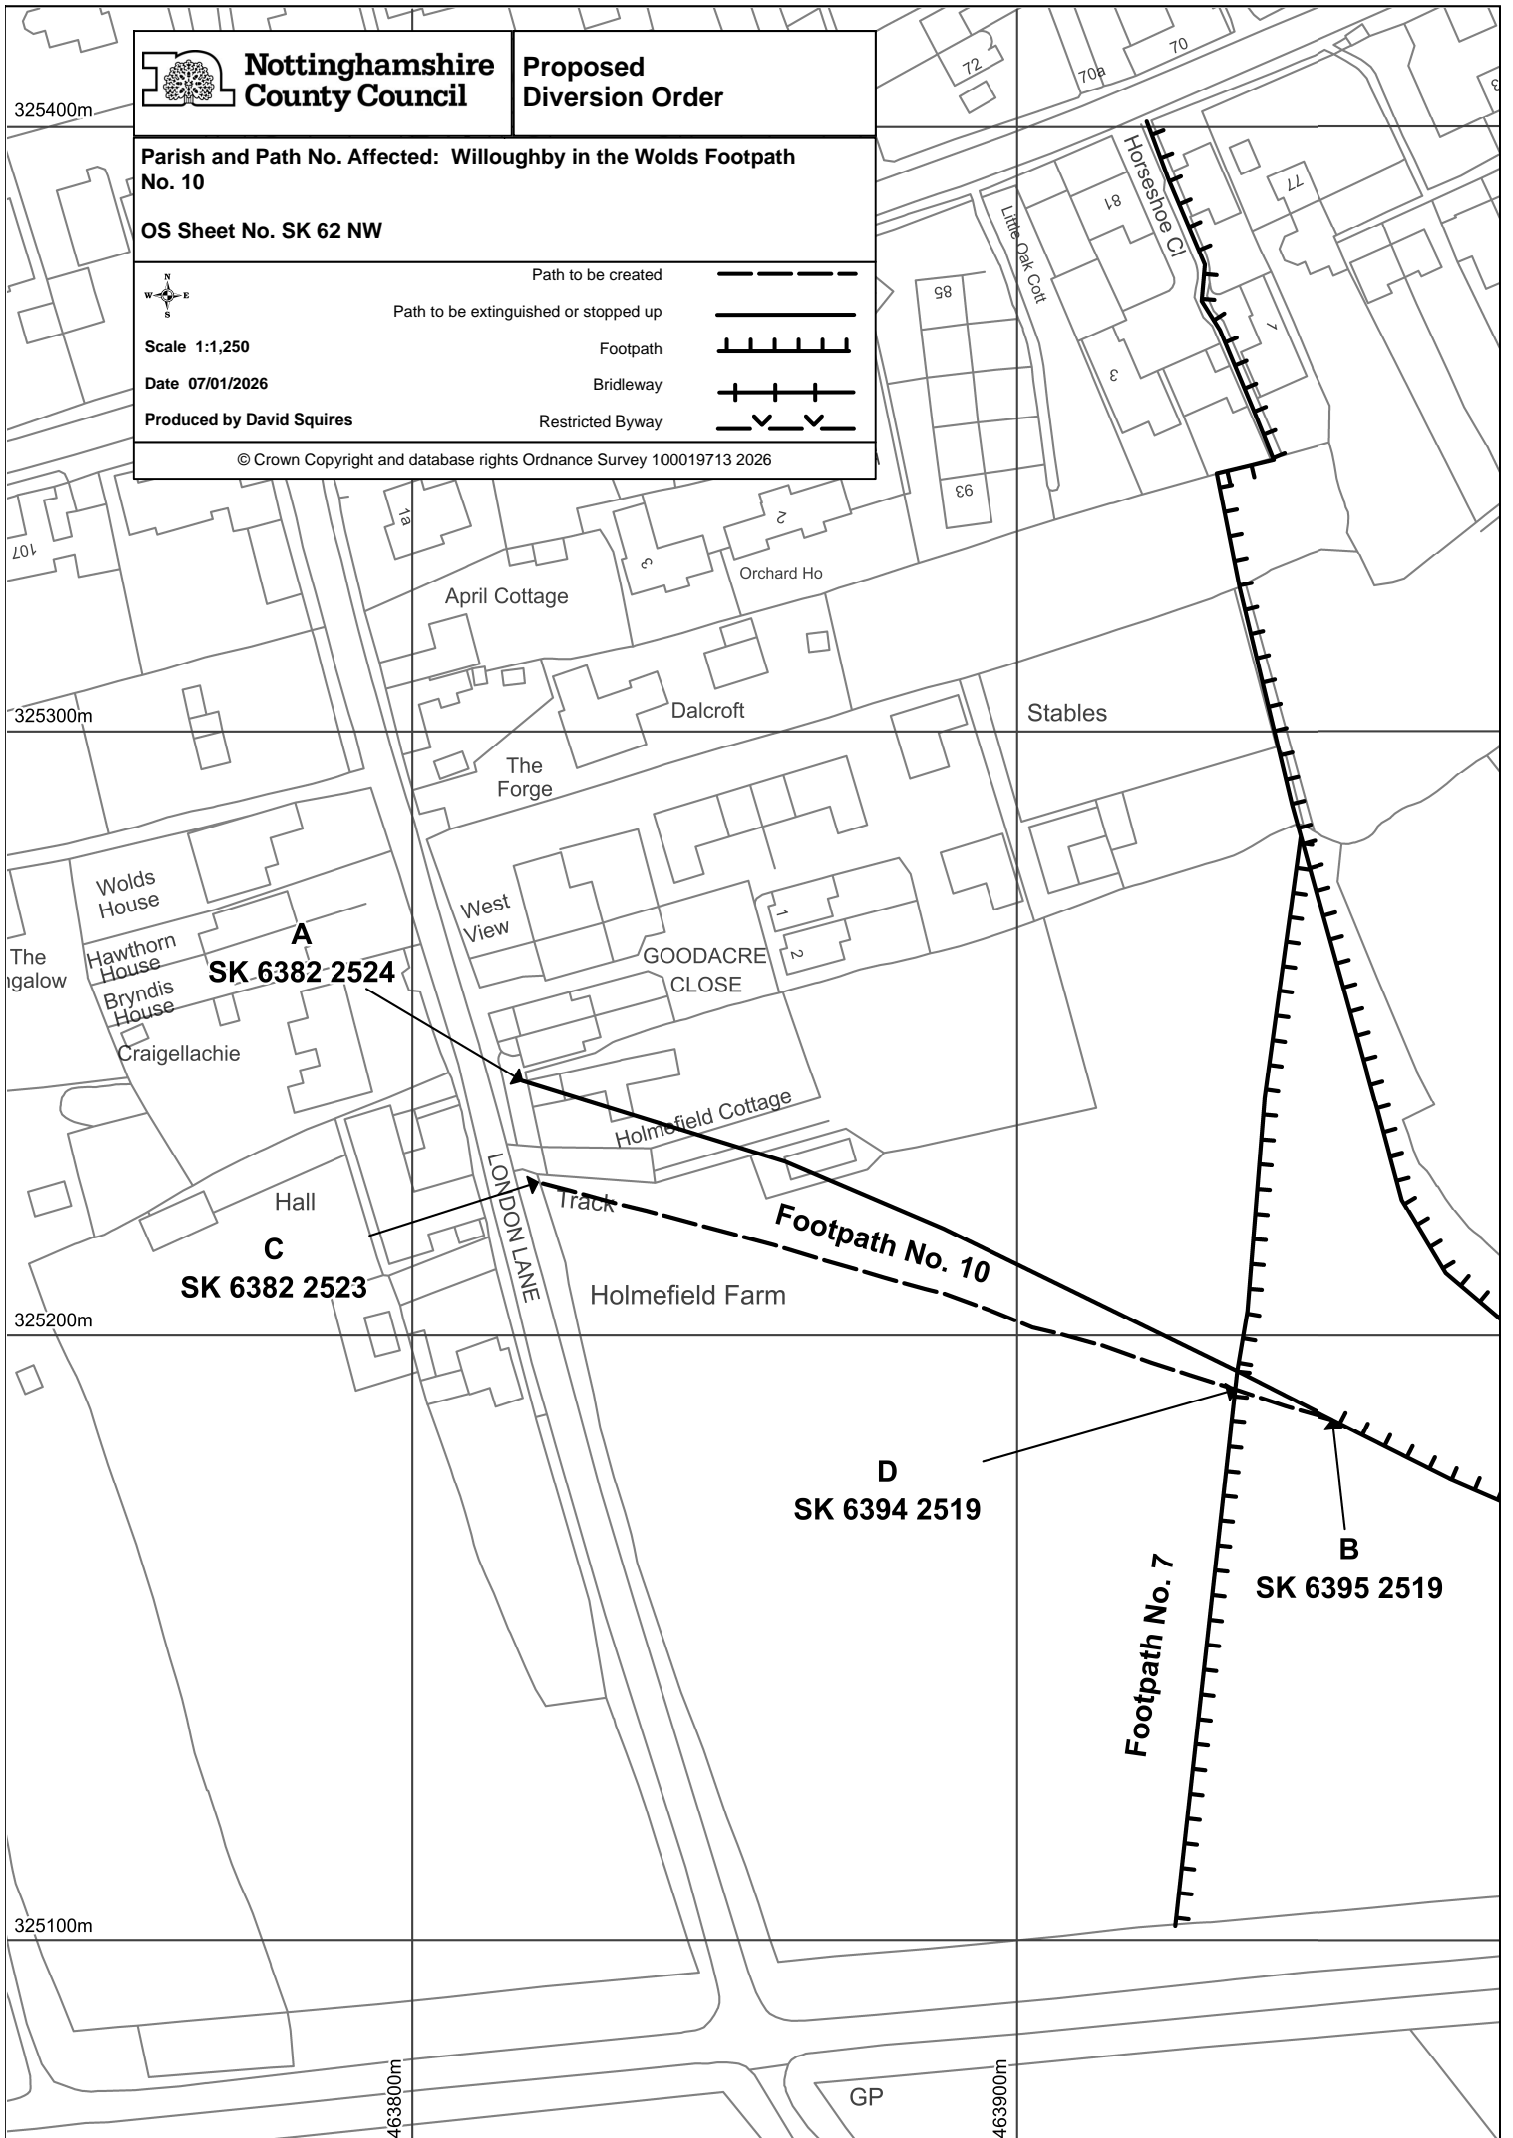 Nottinghamshire
County Council
Proposed
Diversion Order
Parish and Path No. Affected: Willoughby in the Wolds Footpath
No. 10
OS Sheet No. SK 62 NW
N
W E
S
Path to be created
Path to be extinguished or stopped up
Scale 1:1,250
Footpath
Date 07/01/2026
Bridleway
Produced by David Squires
Restricted Byway
© Crown Copyright and database rights Ordnance Survey 100019713 2026
325400m
72
70a
70
Horseshoe Cl
81
77
Little Oak Cott
85
3
7
93
107
1a
3
2
Orchard Ho
April Cottage
325300m
Dalcroft
Stables
The
Forge
Wolds
House
West
View
1
2
A
SK 6382 2524
The
ngalow
Hawthorn
House
Bryndis
House
GOODACRE
CLOSE
Craigellachie
Holmefield Cottage
LONDON LANE
Hall
Track
C
SK 6382 2523
Footpath No. 10
Holmefield Farm
325200m
D
SK 6394 2519
B
SK 6395 2519
Footpath No. 7
325100m
463800m
463900m
GP